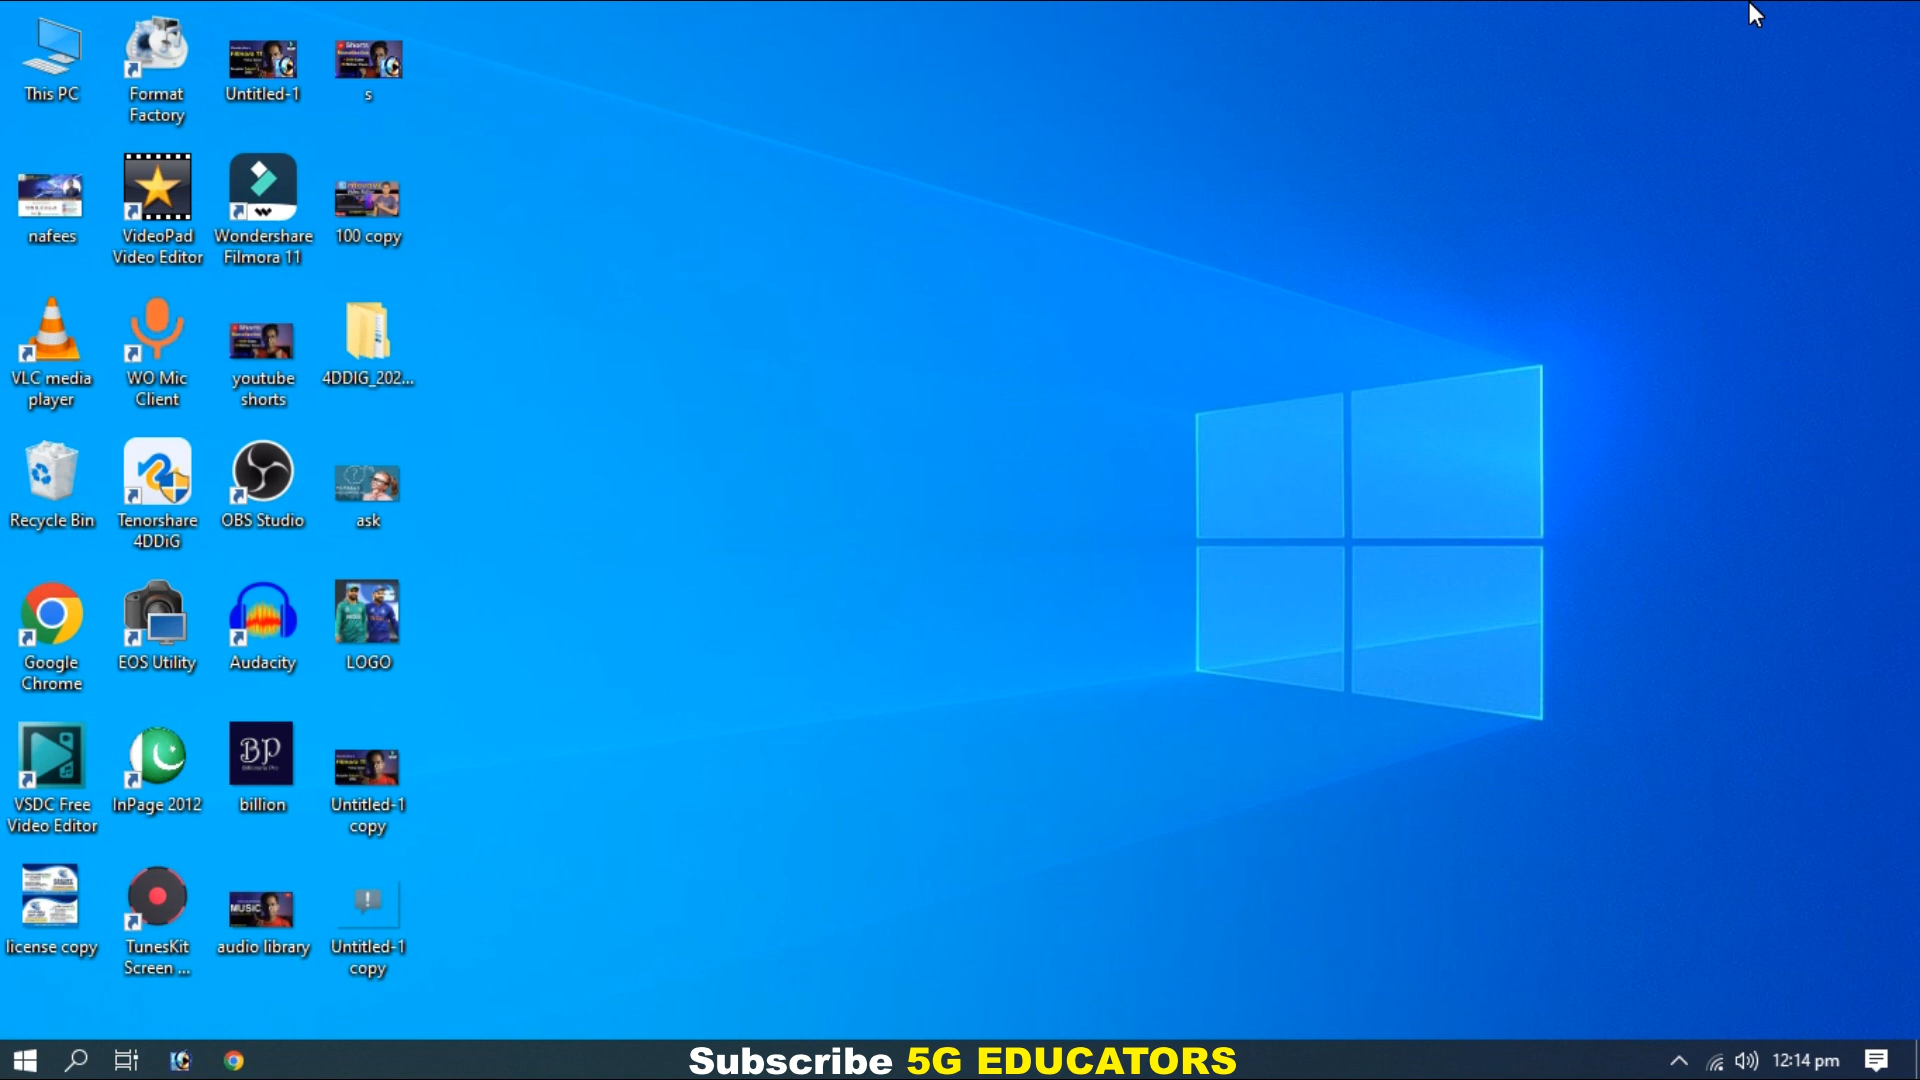 This PC
Format
Factory
Untitled-1
s
nafees
VideoPad
Video Editor
Wondershare
Filmora 11
100 copy
VLC media
player
WO Mic
Client
youtube
shorts
4DDIG_202...
Recycle Bin
Tenorshare
4DDiG
OBS Studio
ask
Google
Chrome
EOS Utility
Audacity
LOGO
VSDC Free
Video Editor
InPage 2012
BP
billion
Untitled-1
copy
license copy
TunesKit
Screen ...
MUSIC
audio library
Untitled-1
copy
Subscribe 5G EDUCATORS
12:14 pm